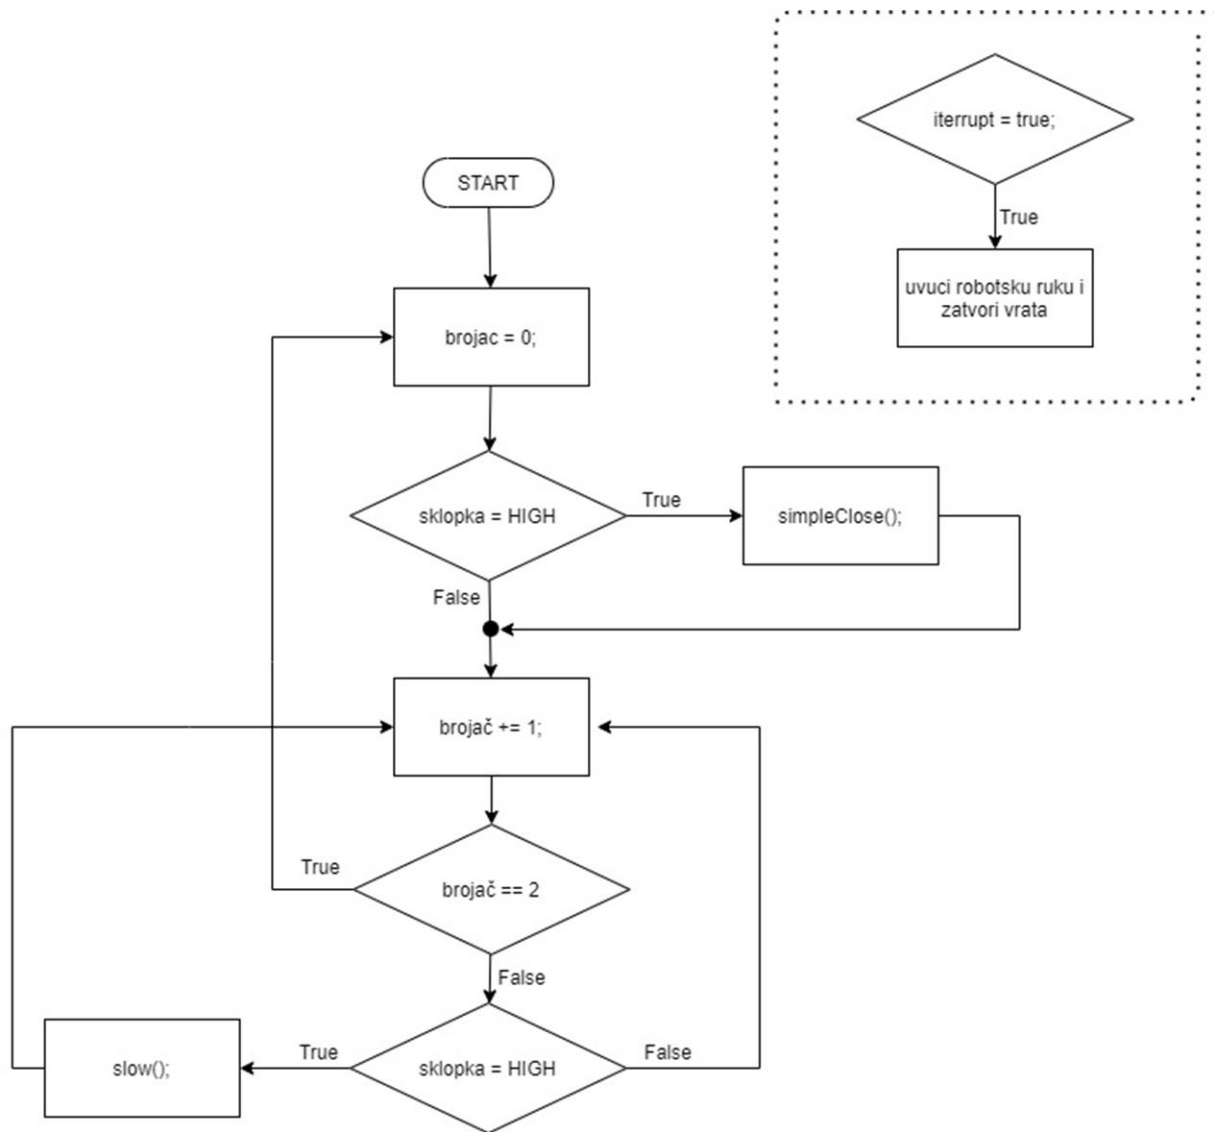 iterrupt = true;
True
uvuci robotsku ruku i
zatvori vrata
START
brojac = 0;
sklopka = HIGH
True
simpleClose();
False
brojač += 1;
True
brojač == 2
False
slow();
True
sklopka = HIGH
False